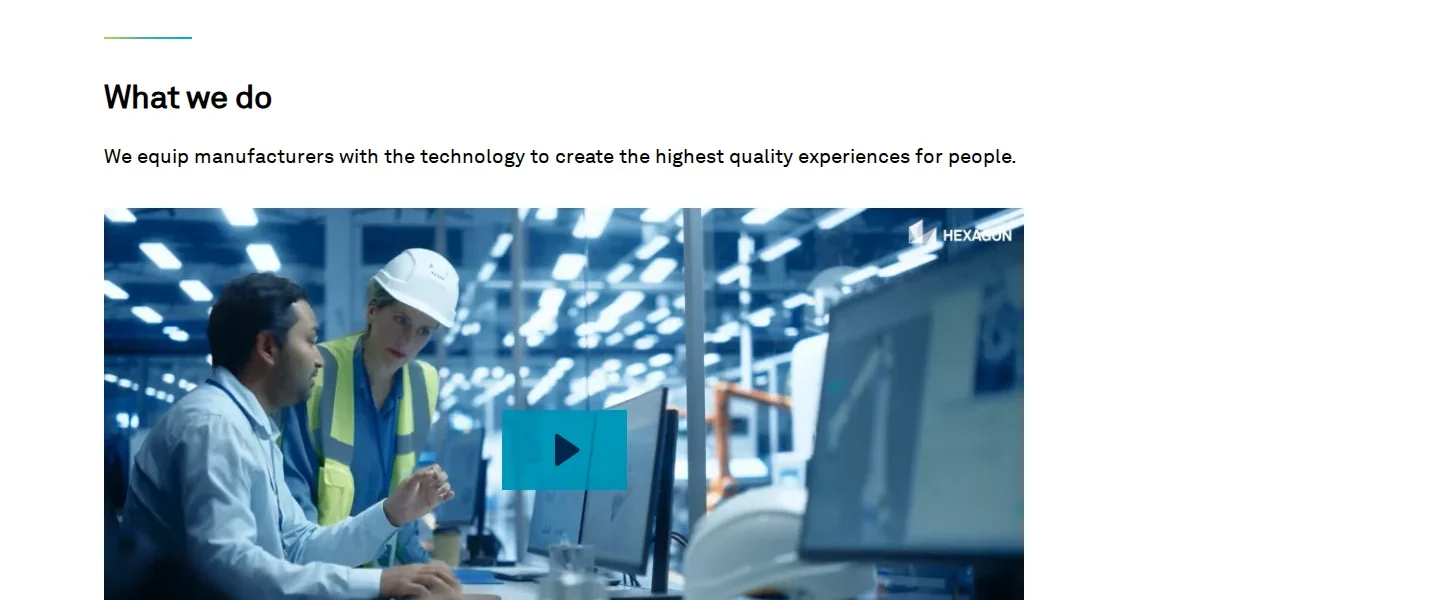 What we do
We equip manufacturers with the technology to create the highest quality experiences for people.
HEXAGON